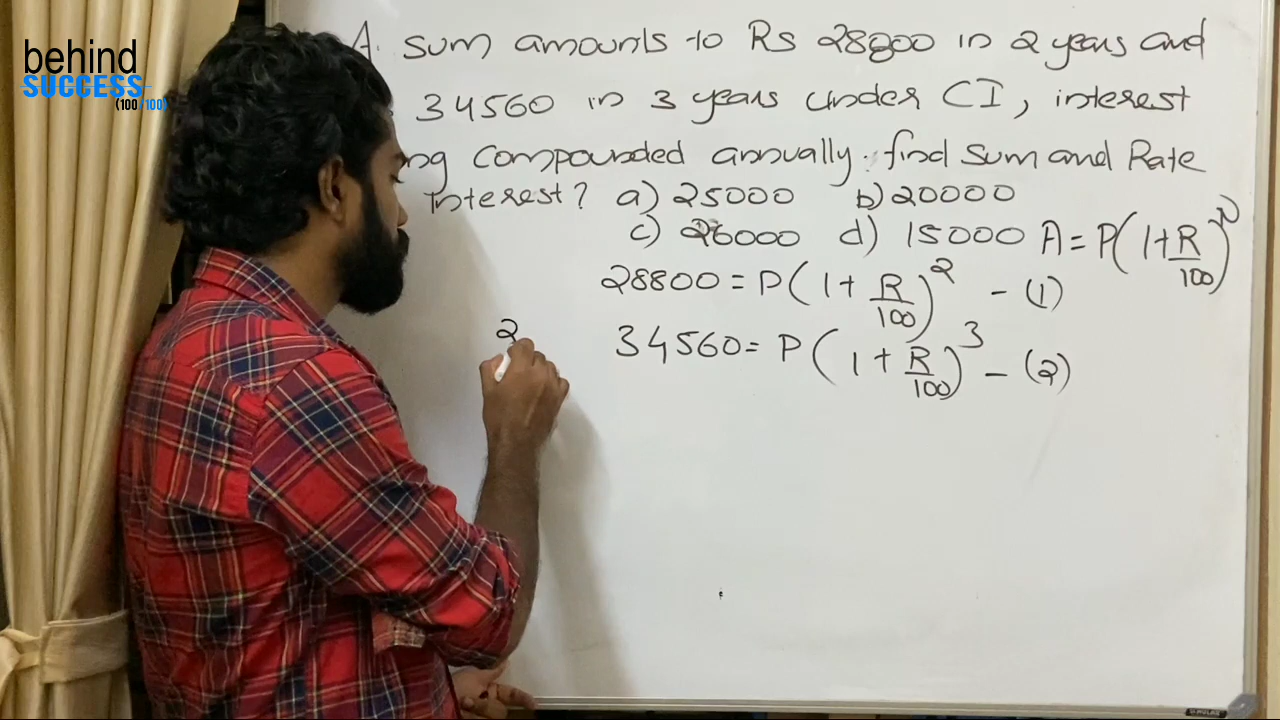 behind
SUCCESS
(100/100)
A sum amounts to Rs 28800 in 2 years and
34560 in 3 years under CI, interest
ng compounded annually. find sum and Rate
interest? a) 25000 b) 20000
c) 26000 d) 15000 A = P(1+R/100)^n
28800 = P(1+R/100)^2 - (1)
34560 = P(1+R/100)^3 - (2)
2